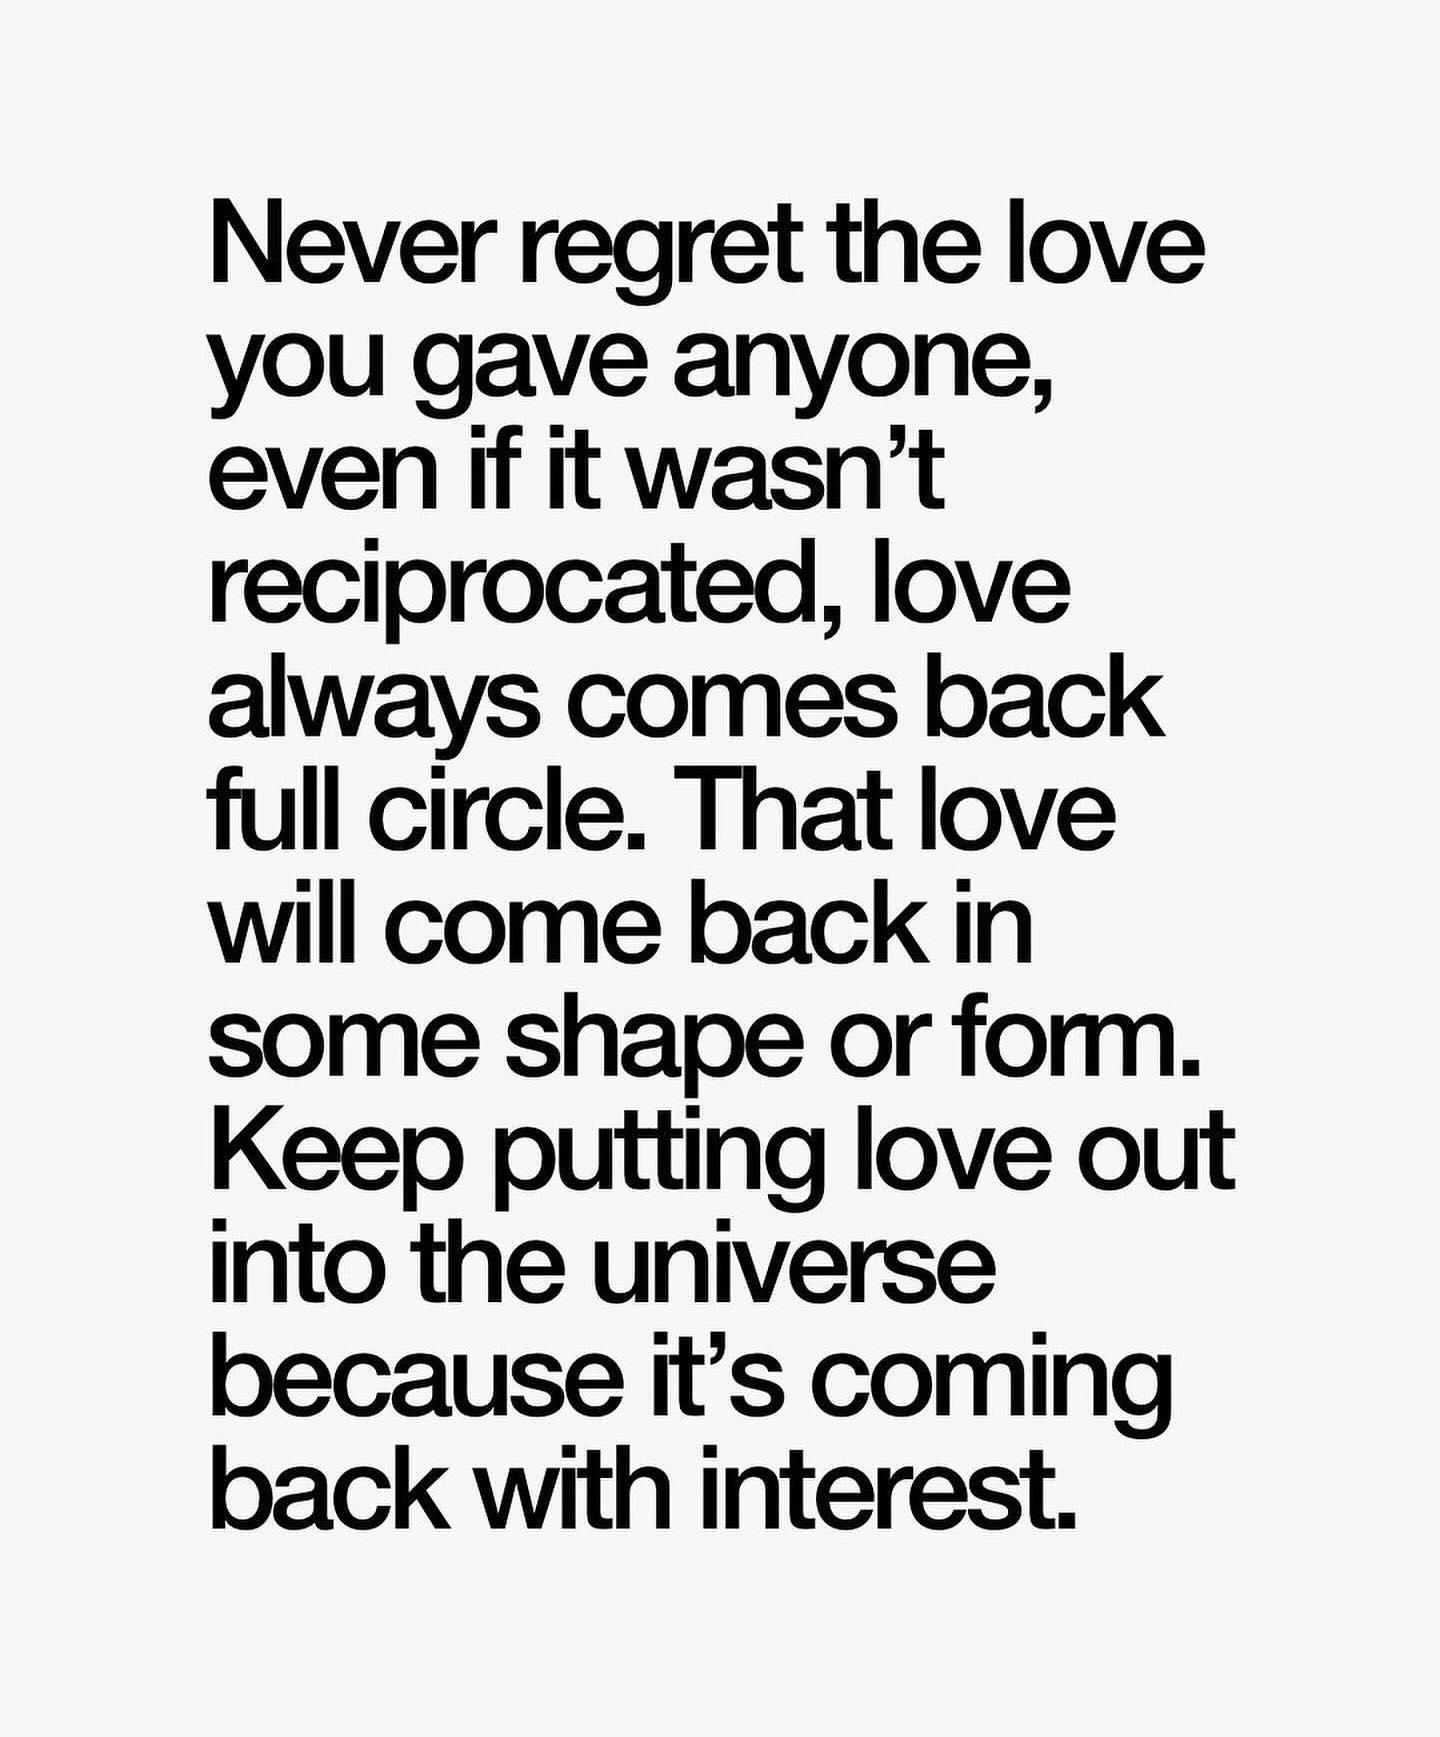 Never regret the love
you gave anyone,
even if it wasn’t
reciprocated, love
always comes back
full circle. That love
will come back in
some shape or form.
Keep putting love out
into the universe
because it’s coming
back with interest.